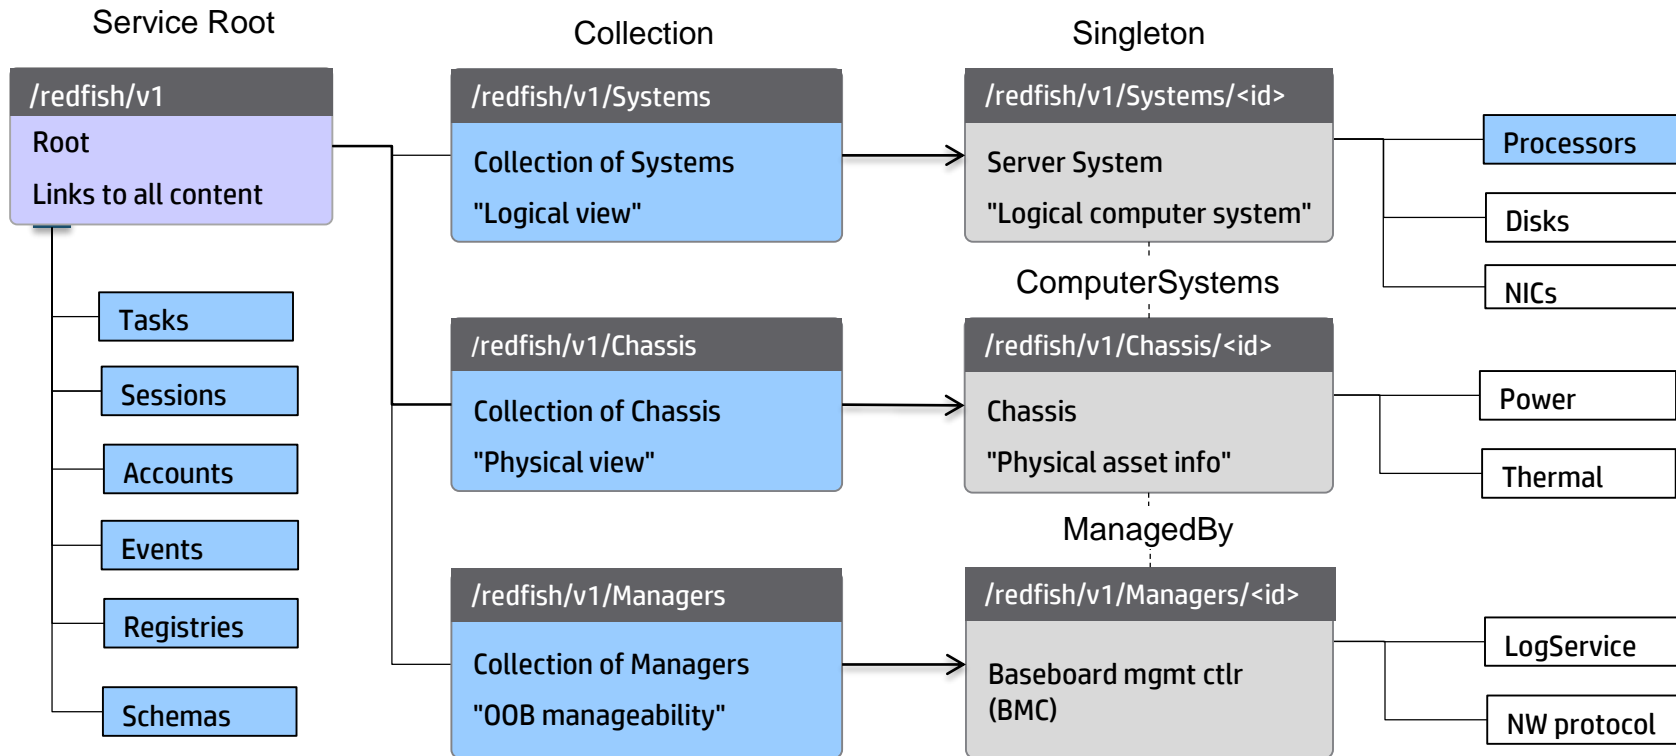 Service Root
Collection
Singleton
/redfish/v1
Root
Links to all content
/redfish/v1/Systems
Collection of Systems
"Logical view"
/redfish/v1/Systems/<id>
Server System
"Logical computer system"
Processors
Disks
NICs
ComputerSystems
Tasks
Sessions
Accounts
Events
Registries
Schemas
/redfish/v1/Chassis
Collection of Chassis
"Physical view"
/redfish/v1/Chassis/<id>
Chassis
"Physical asset info"
Power
Thermal
ManagedBy
/redfish/v1/Managers
Collection of Managers
"OOB manageability"
/redfish/v1/Managers/<id>
Baseboard mgmt ctlr
(BMC)
LogService
NW protocol